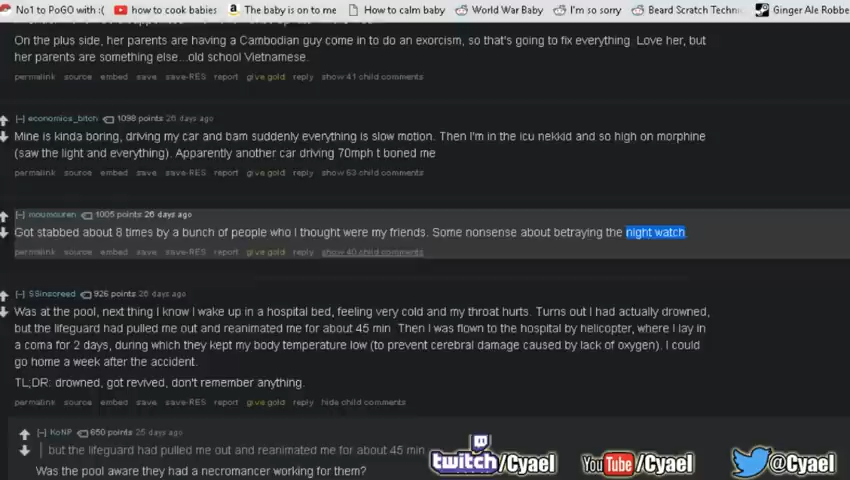 No1 to PoGO with :( how to cook babies The baby is on to me How to calm baby World War Baby I'm so sorry Beard Scratch Techni Ginger Ale Robbe
On the plus side, her parents are having a Cambodian guy come in to do an exorcism, so that's going to fix everything. Love her, but
her parents are something else...old school Vietnamese.
permalink source embed save save-RES report give gold reply show 41 child comments
[-] economics_bitch 1098 points 26 days ago
Mine is kinda boring, driving my car and bam suddenly everything is slow motion. Then I'm in the icu nekkid and so high on morphine
(saw the light and everything). Apparently another car driving 70mph t boned me
permalink source embed save save-RES report give gold reply show 63 child comments
[-] moumouren 1005 points 26 days ago
Got stabbed about 8 times by a bunch of people who I thought were my friends. Some nonsense about betraying the night watch.
permalink source embed save save-RES report give gold reply show 40 child comments
[-] SSinscreed 926 points 26 days ago
Was at the pool, next thing I know I wake up in a hospital bed, feeling very cold and my throat hurts. Turns out I had actually drowned,
but the lifeguard had pulled me out and reanimated me for about 45 min. Then I was flown to the hospital by helicopter, where I lay in
a coma for 2 days, during which they kept my body temperature low (to prevent cerebral damage caused by lack of oxygen). I could
go home a week after the accident.
TL;DR: drowned, got revived, don't remember anything.
permalink source embed save save-RES report give gold reply hide child comments
[-] KoNP 650 points 25 days ago
but the lifeguard had pulled me out and reanimated me for about 45 min
Was the pool aware they had a necromancer working for them?
twitch/Cyael YouTube/Cyael @Cyael